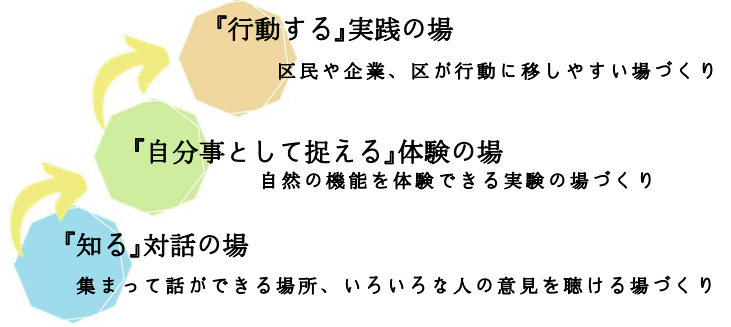 『行動する』実践の場
区民や企業、区が行動に移しやすい場づくり
『自分事として捉える』体験の場
自然の機能を体験できる実験の場づくり
『知る』対話の場
集まって話ができる場所、いろいろな人の意見を聴ける場づくり